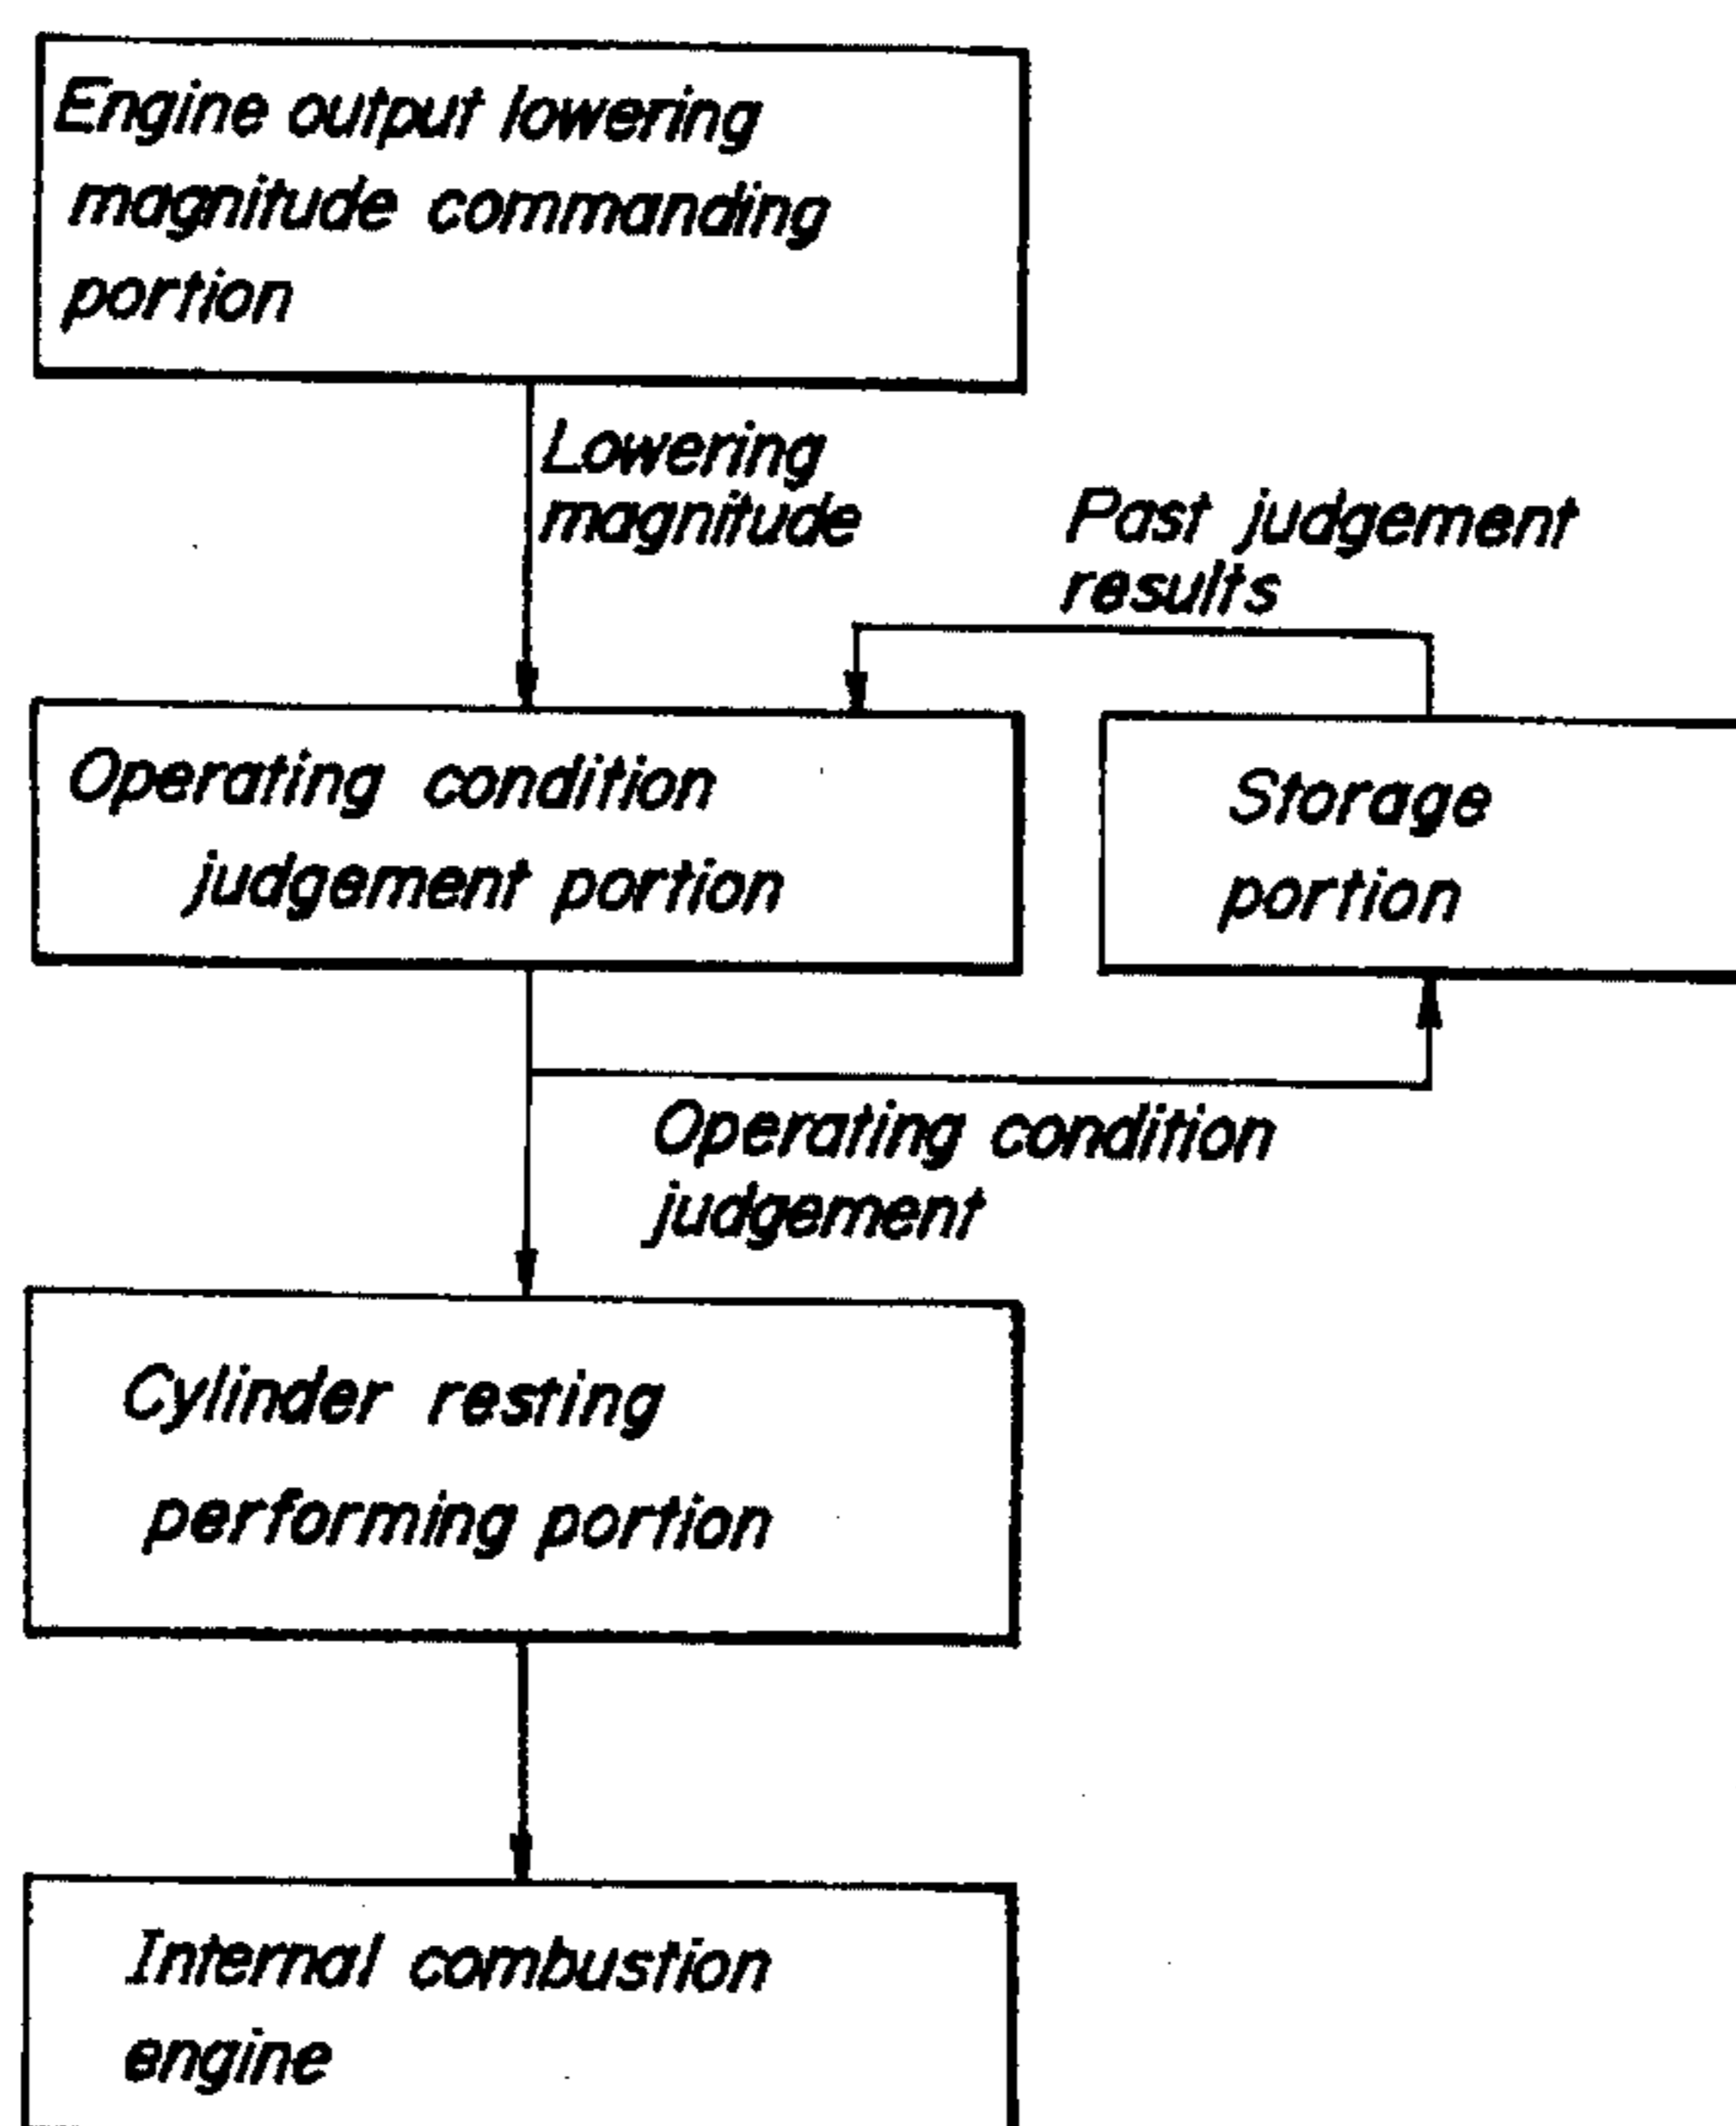 Engine output lowering
magnitude commanding
portion
Lowering
magnitude
Past judgement
results
Operating condition
judgement portion
Storage
portion
Operating condition
judgement
Cylinder resting
performing portion
Internal combustion
engine